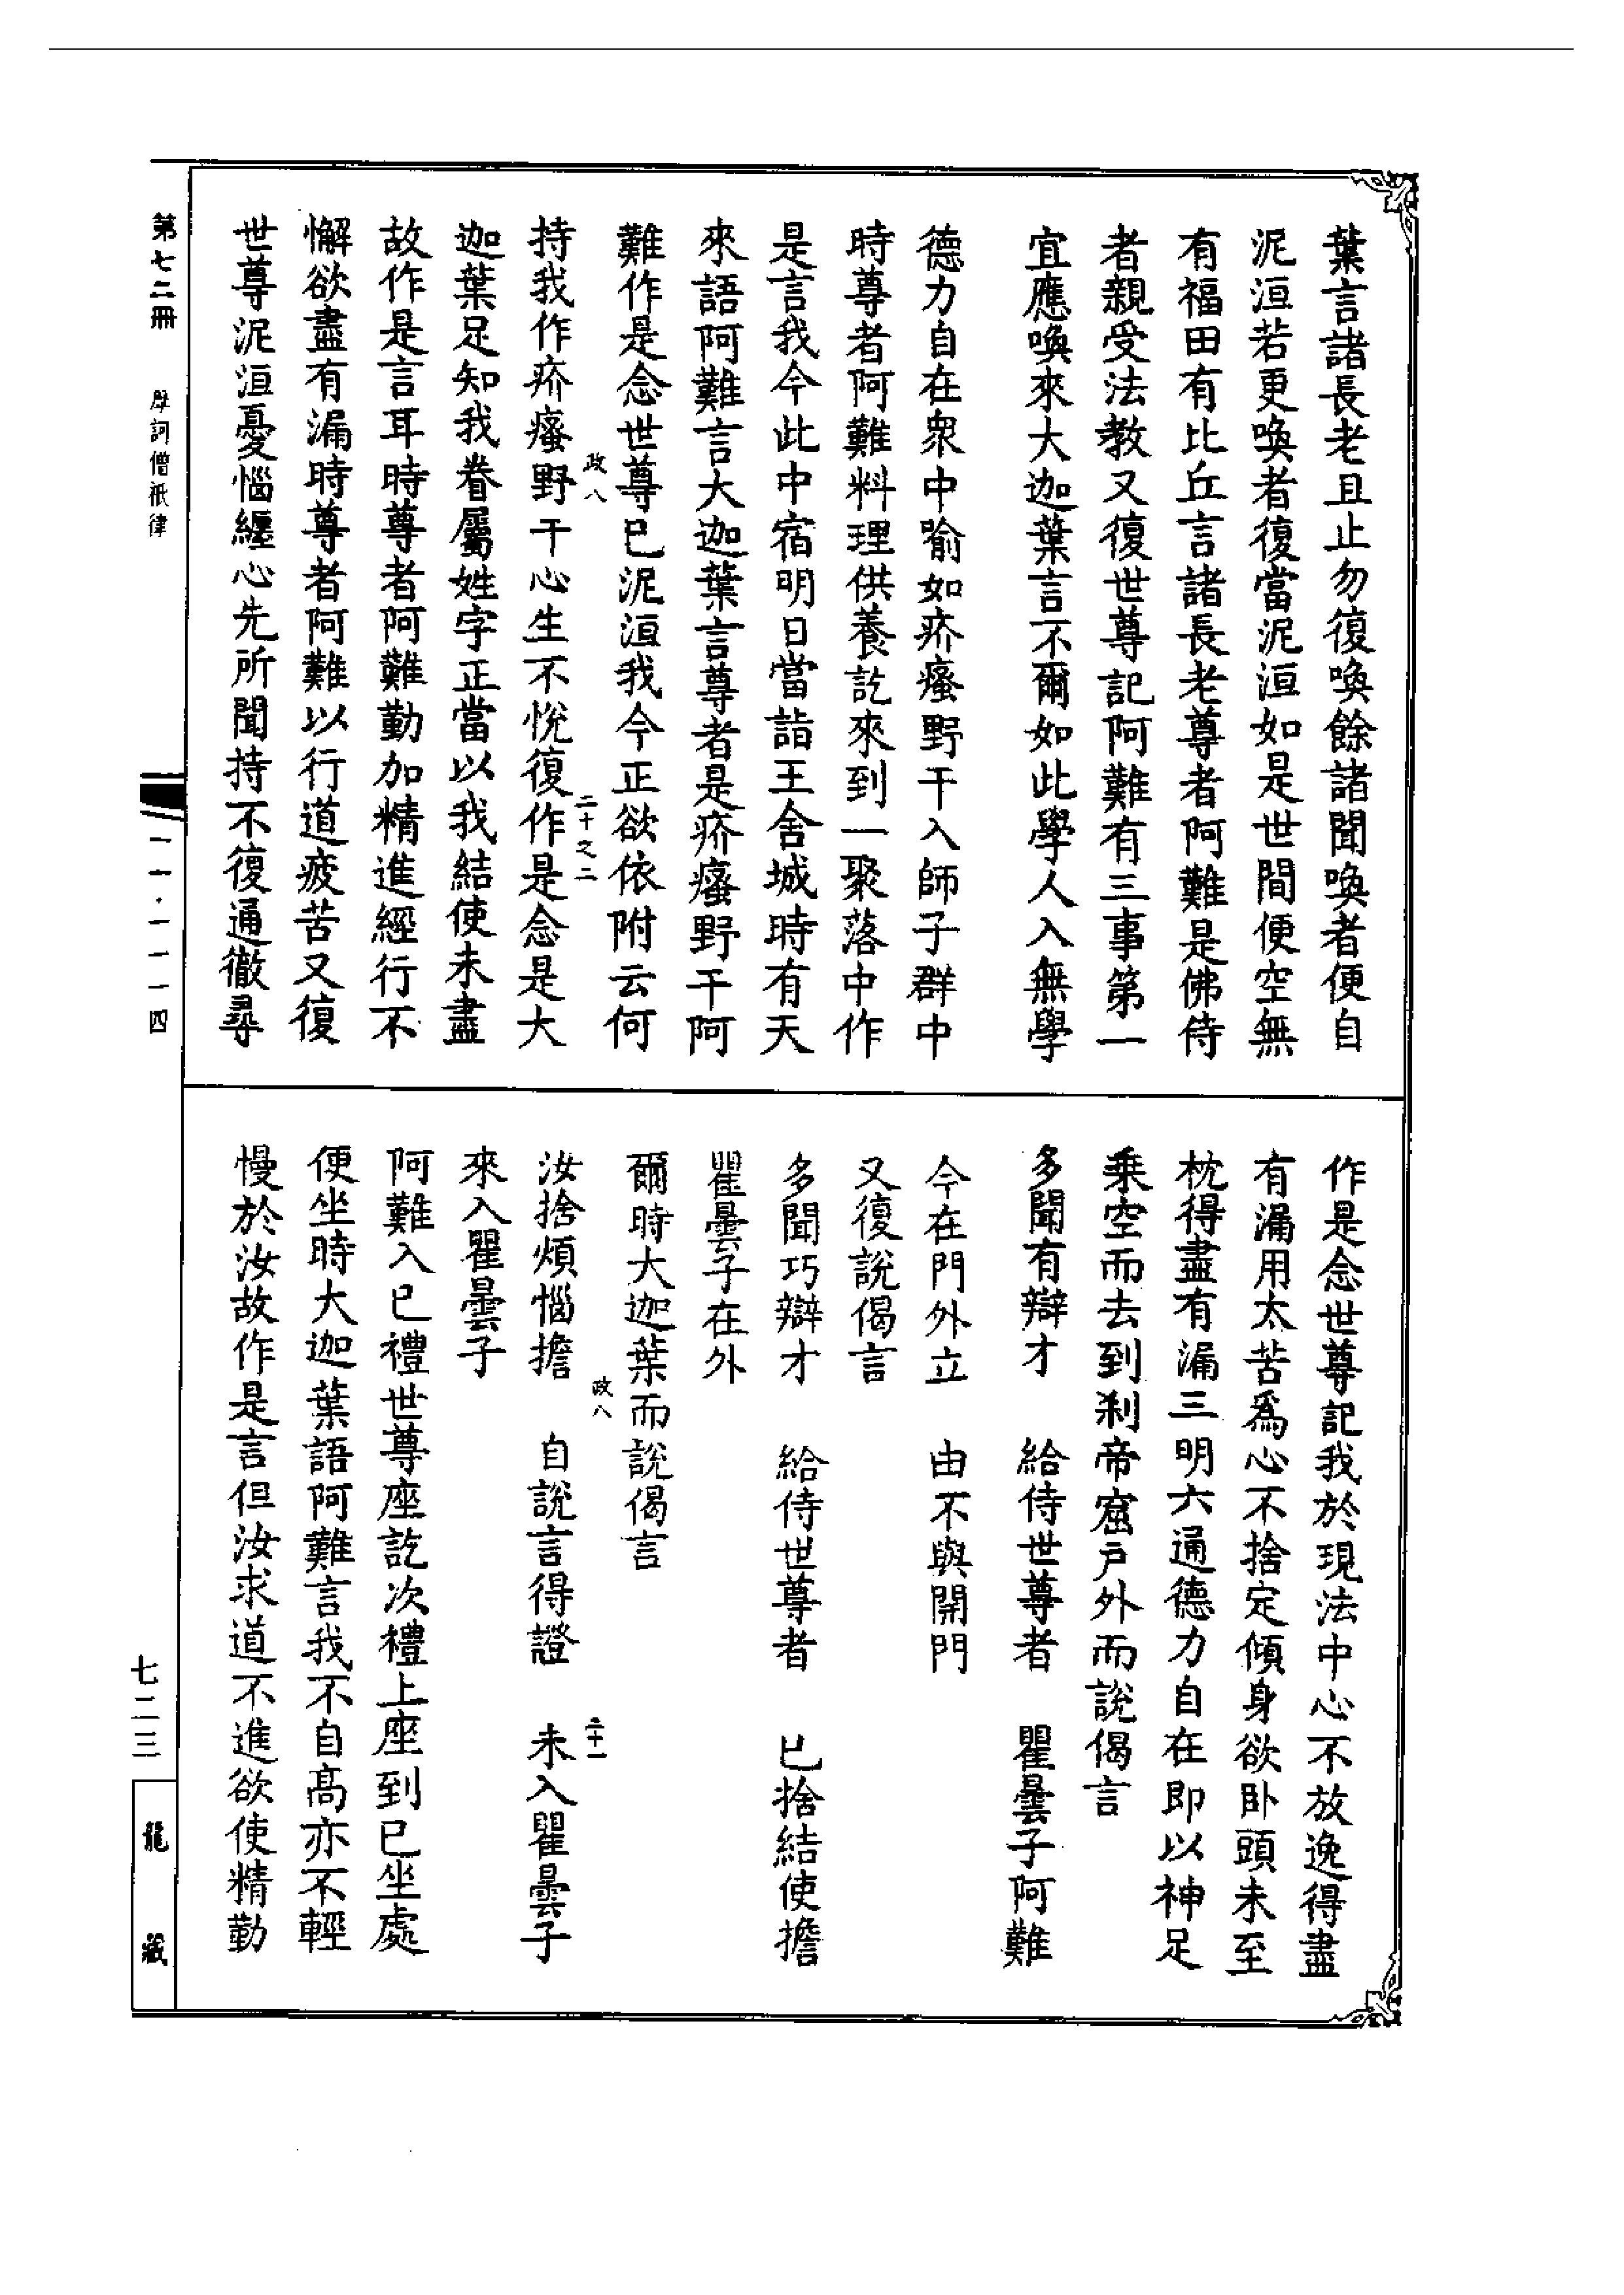 葉言諸長老且止勿復喚餘諸聞喚者便自
泥洹若更喚者復當泥洹如是世間便空無
有福田有比丘言諸長老尊者阿難是佛侍
者親受法教又復世尊記阿難有三事第一
宜應喚來大迦葉言不爾如此學人入無學
德力自在眾中喻如疥瘙野干入師子群中
時尊者阿難料理供養訖來到一聚落中作
是言我今此中宿明日當詣王舍城時有天
來語阿難言大迦葉言尊者是疥瘙野干阿
難作是念世尊已泥洹我今正欲依附云何
政八
二十之二
持我作疥瘙野干心生不悅復作是念是大
迦葉足知我眷屬姓字正當以我結使未盡
故作是言耳時尊者阿難勤加精進經行不
懈欲盡有漏時尊者阿難以行道疲苦又復
世尊泥洹憂惱纏心先所聞持不復通徹尋
作是念世尊記我於現法中心不放逸得盡
有漏用太苦為心不捨定傾身欲臥頭未至
枕得盡有漏三明六通德力自在即以神足
乘空而去到剎帝窟戶外而說偈言
多聞有辯才 給侍世尊者 瞿曇子阿難
今在門外立 由不與開門
又復說偈言
多聞巧辯才 給侍世尊者 已捨結使擔
瞿曇子在外
爾時大迦葉而說偈言
政八
二十一
汝捨煩惱擔 自說言得證 未入瞿曇子
來入瞿曇子
阿難入已禮世尊座訖次禮上座到已坐處
便坐時大迦葉語阿難言我不自高亦不輕
慢於汝故作是言但汝求道不進欲使精勤
第七二冊 摩訶僧祇律
一一·一一一四
七二三
龍藏